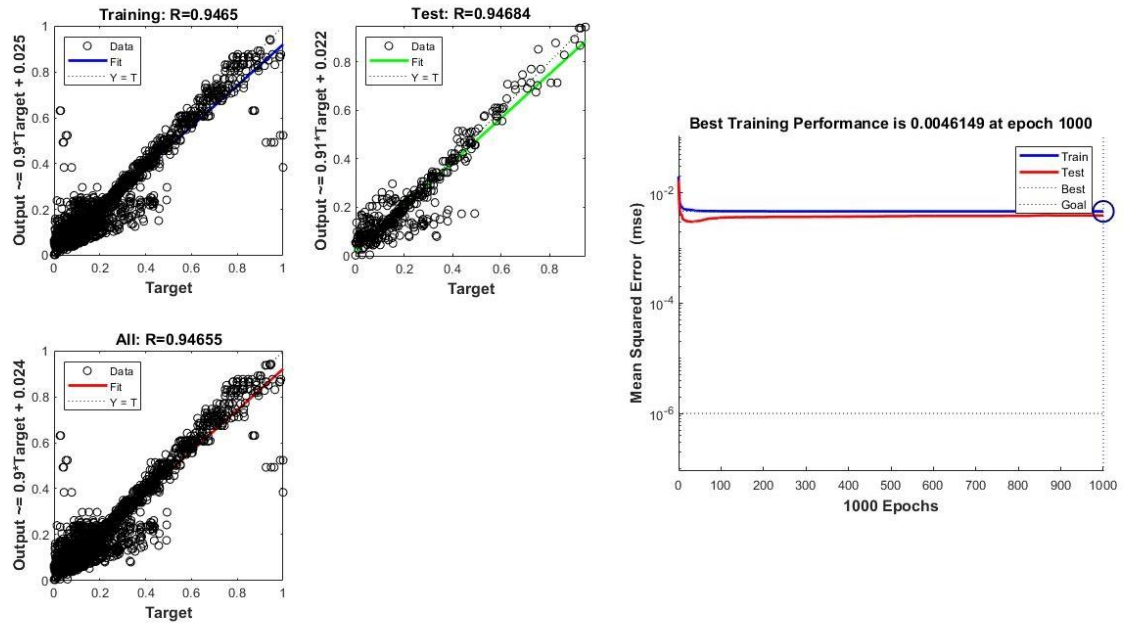 Training: R=0.9465
Output ~= 0.9*Target + 0.025
1
0.8
0.6
0.4
0.2
0
Data
Fit
Y = T
0 0.2 0.4 0.6 0.8 1
Target
Test: R=0.94684
Output ~= 0.91*Target + 0.022
0.8
0.6
0.4
0.2
0
Data
Fit
Y = T
0 0.2 0.4 0.6 0.8
Target
All: R=0.94655
Output ~= 0.9*Target + 0.024
1
0.8
0.6
0.4
0.2
0
Data
Fit
Y = T
0 0.2 0.4 0.6 0.8 1
Target
Best Training Performance is 0.0046149 at epoch 1000
Mean Squared Error (mse)
10-2
10-4
10-6
Train
Test
Best
Goal
0 100 200 300 400 500 600 700 800 900 1000
1000 Epochs